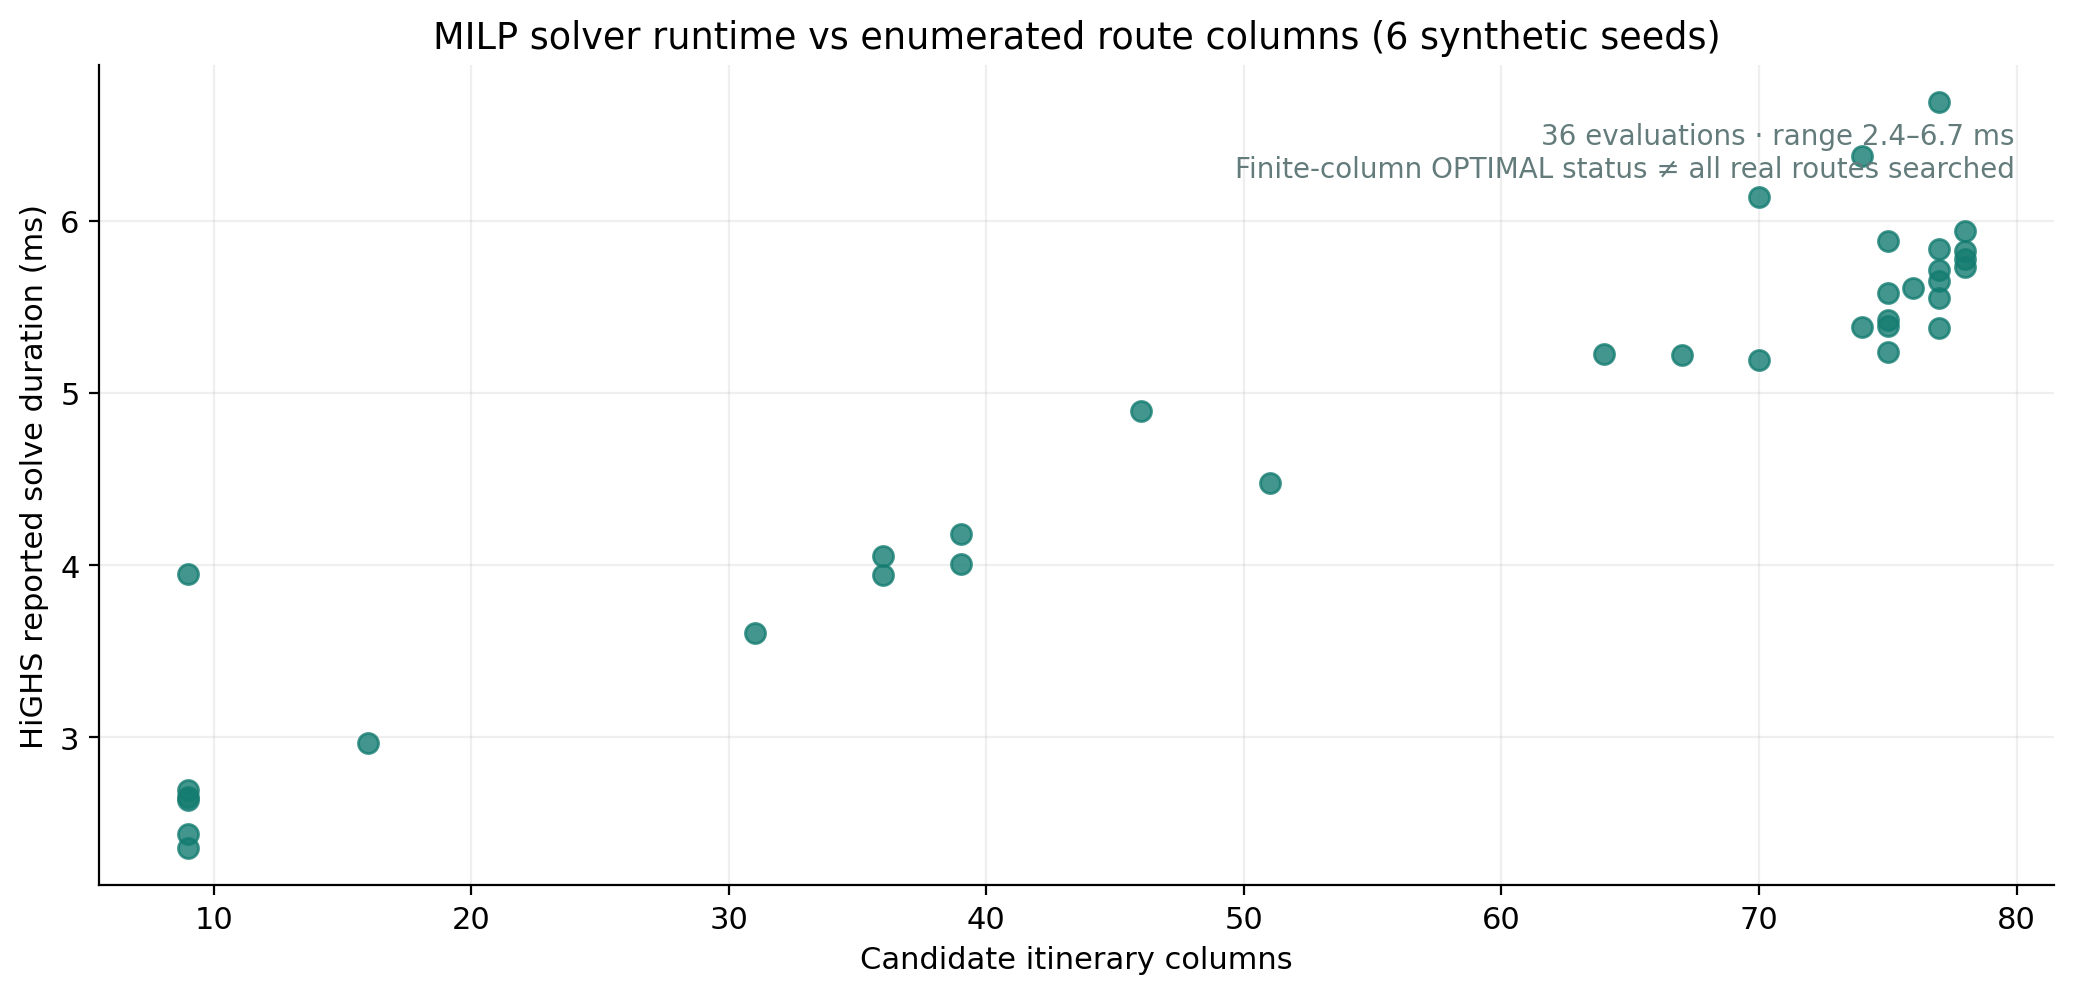 MILP solver runtime vs enumerated route columns (6 synthetic seeds)
36 evaluations · range 2.4–6.7 ms
Finite-column OPTIMAL status ≠ all real routes searched
HiGHS reported solve duration (ms)
6
5
4
3
10 20 30 40 50 60 70 80
Candidate itinerary columns